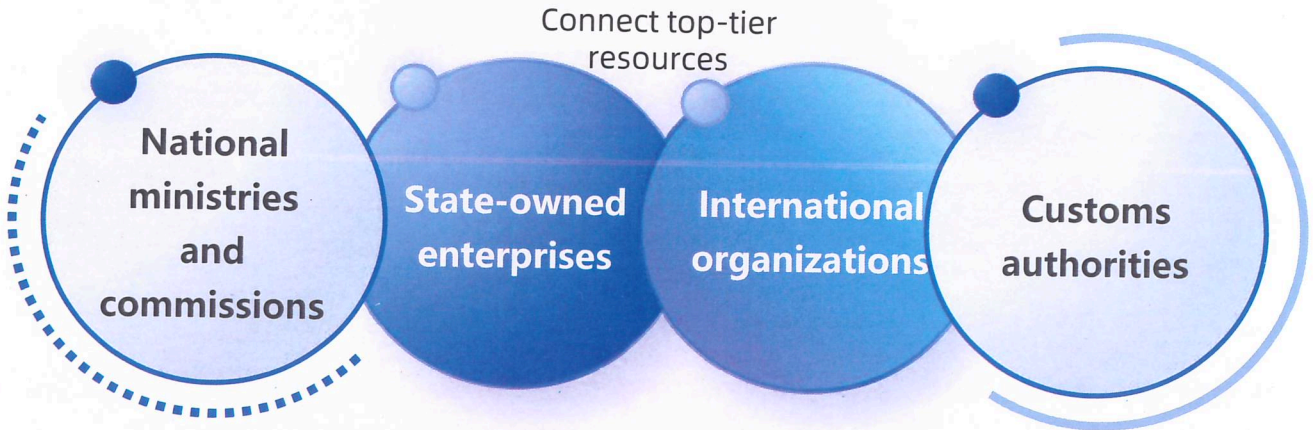 Connect top-tier
resources
National
ministries
and
commissions
State-owned
enterprises
International
organizations
Customs
authorities